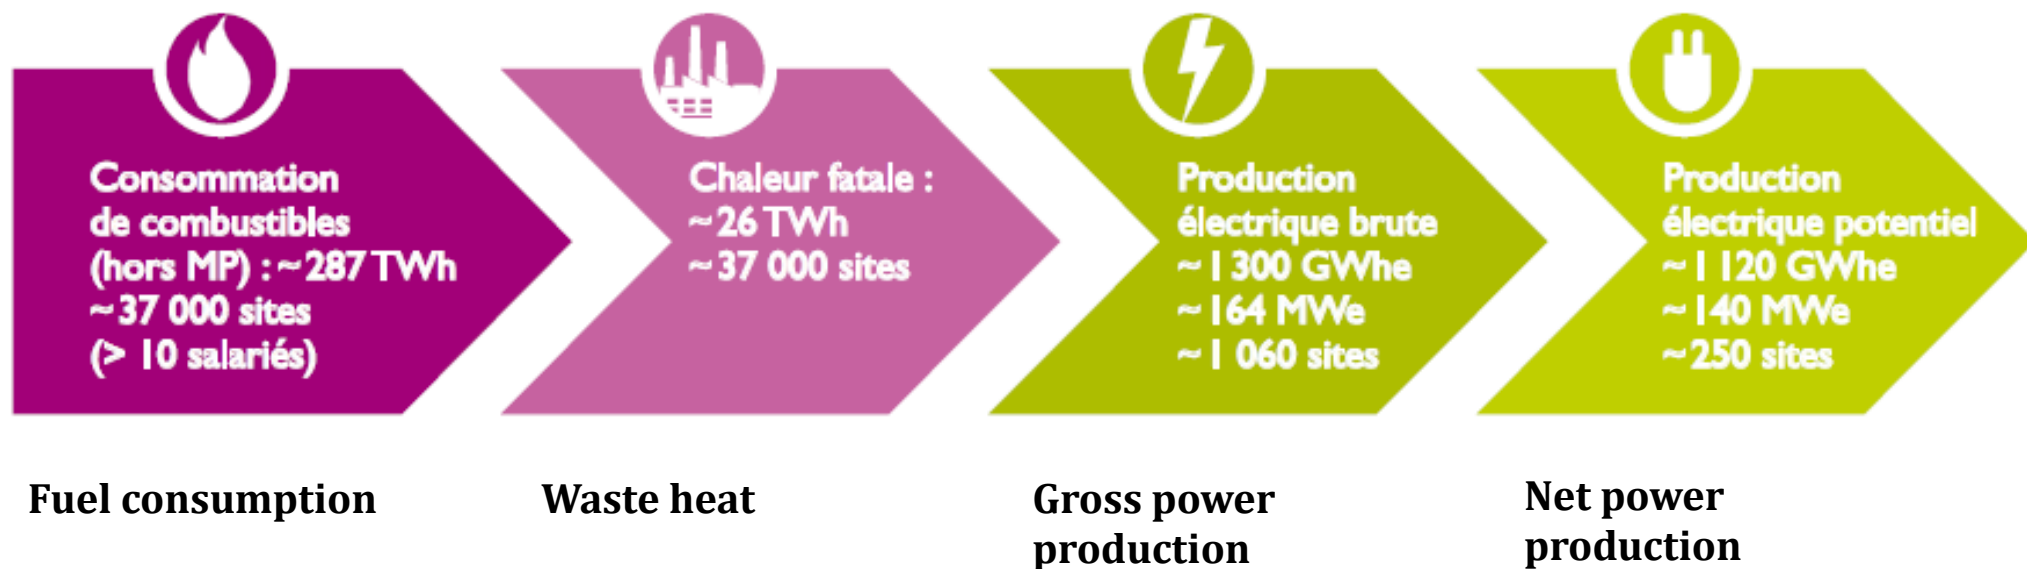 Consommation
de combustibles
(hors MP) : ~ 287 TWh
~ 37 000 sites
(> 10 salariés)
Chaleur fatale :
~ 26 TWh
~ 37 000 sites
Production
électrique brute
~ 1 300 GWhe
~ 164 MWe
~ 1 060 sites
Production
électrique potentiel
~ 1 120 GWhe
~ 140 MWe
~ 250 sites
Fuel consumption
Waste heat
Gross power
production
Net power
production